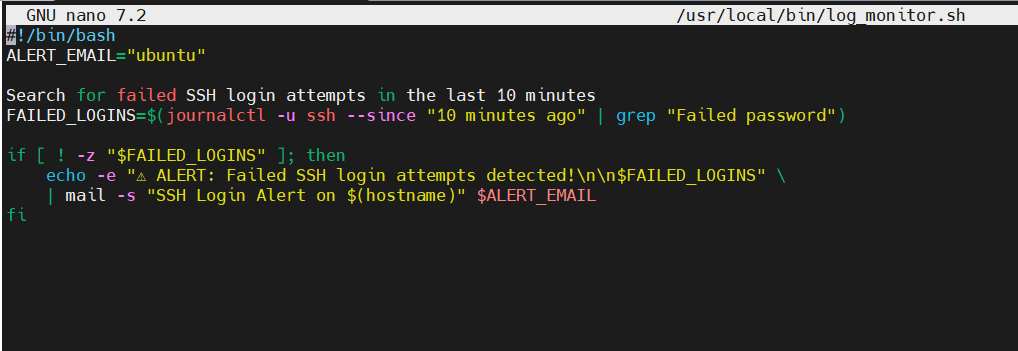 GNU nano 7.2 /usr/local/bin/log_monitor.sh
#!/bin/bash
ALERT_EMAIL="ubuntu"
Search for failed SSH login attempts in the last 10 minutes
FAILED_LOGINS=$(journalctl -u ssh --since "10 minutes ago" | grep "Failed password")
if [ ! -z "$FAILED_LOGINS" ]; then
    echo -e "⚠ ALERT: Failed SSH login attempts detected!\n\n$FAILED_LOGINS" \
    | mail -s "SSH Login Alert on $(hostname)" $ALERT_EMAIL
fi